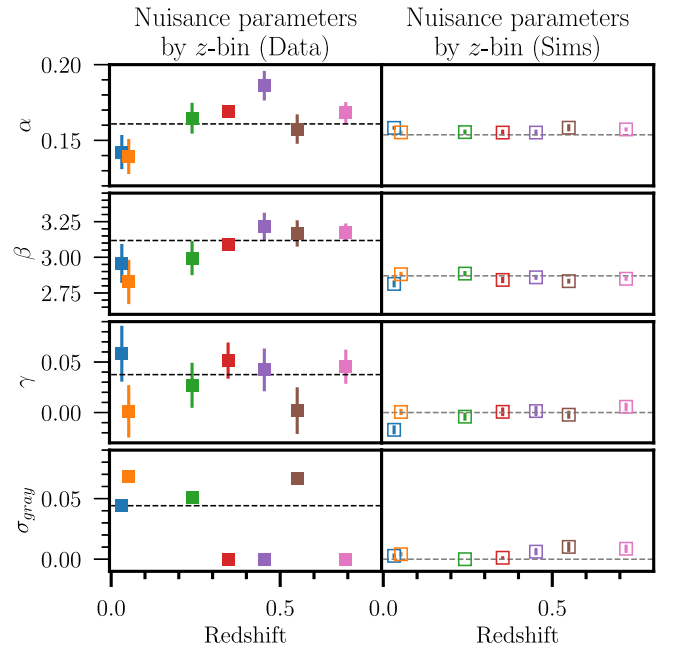 Nuisance parameters
by z-bin (Data)
Nuisance parameters
by z-bin (Sims)
0.20
0.15
α
3.25
3.00
2.75
β
0.05
0.00
γ
0.05
0.00
σgray
0.0
0.5
0.0
0.5
Redshift
Redshift